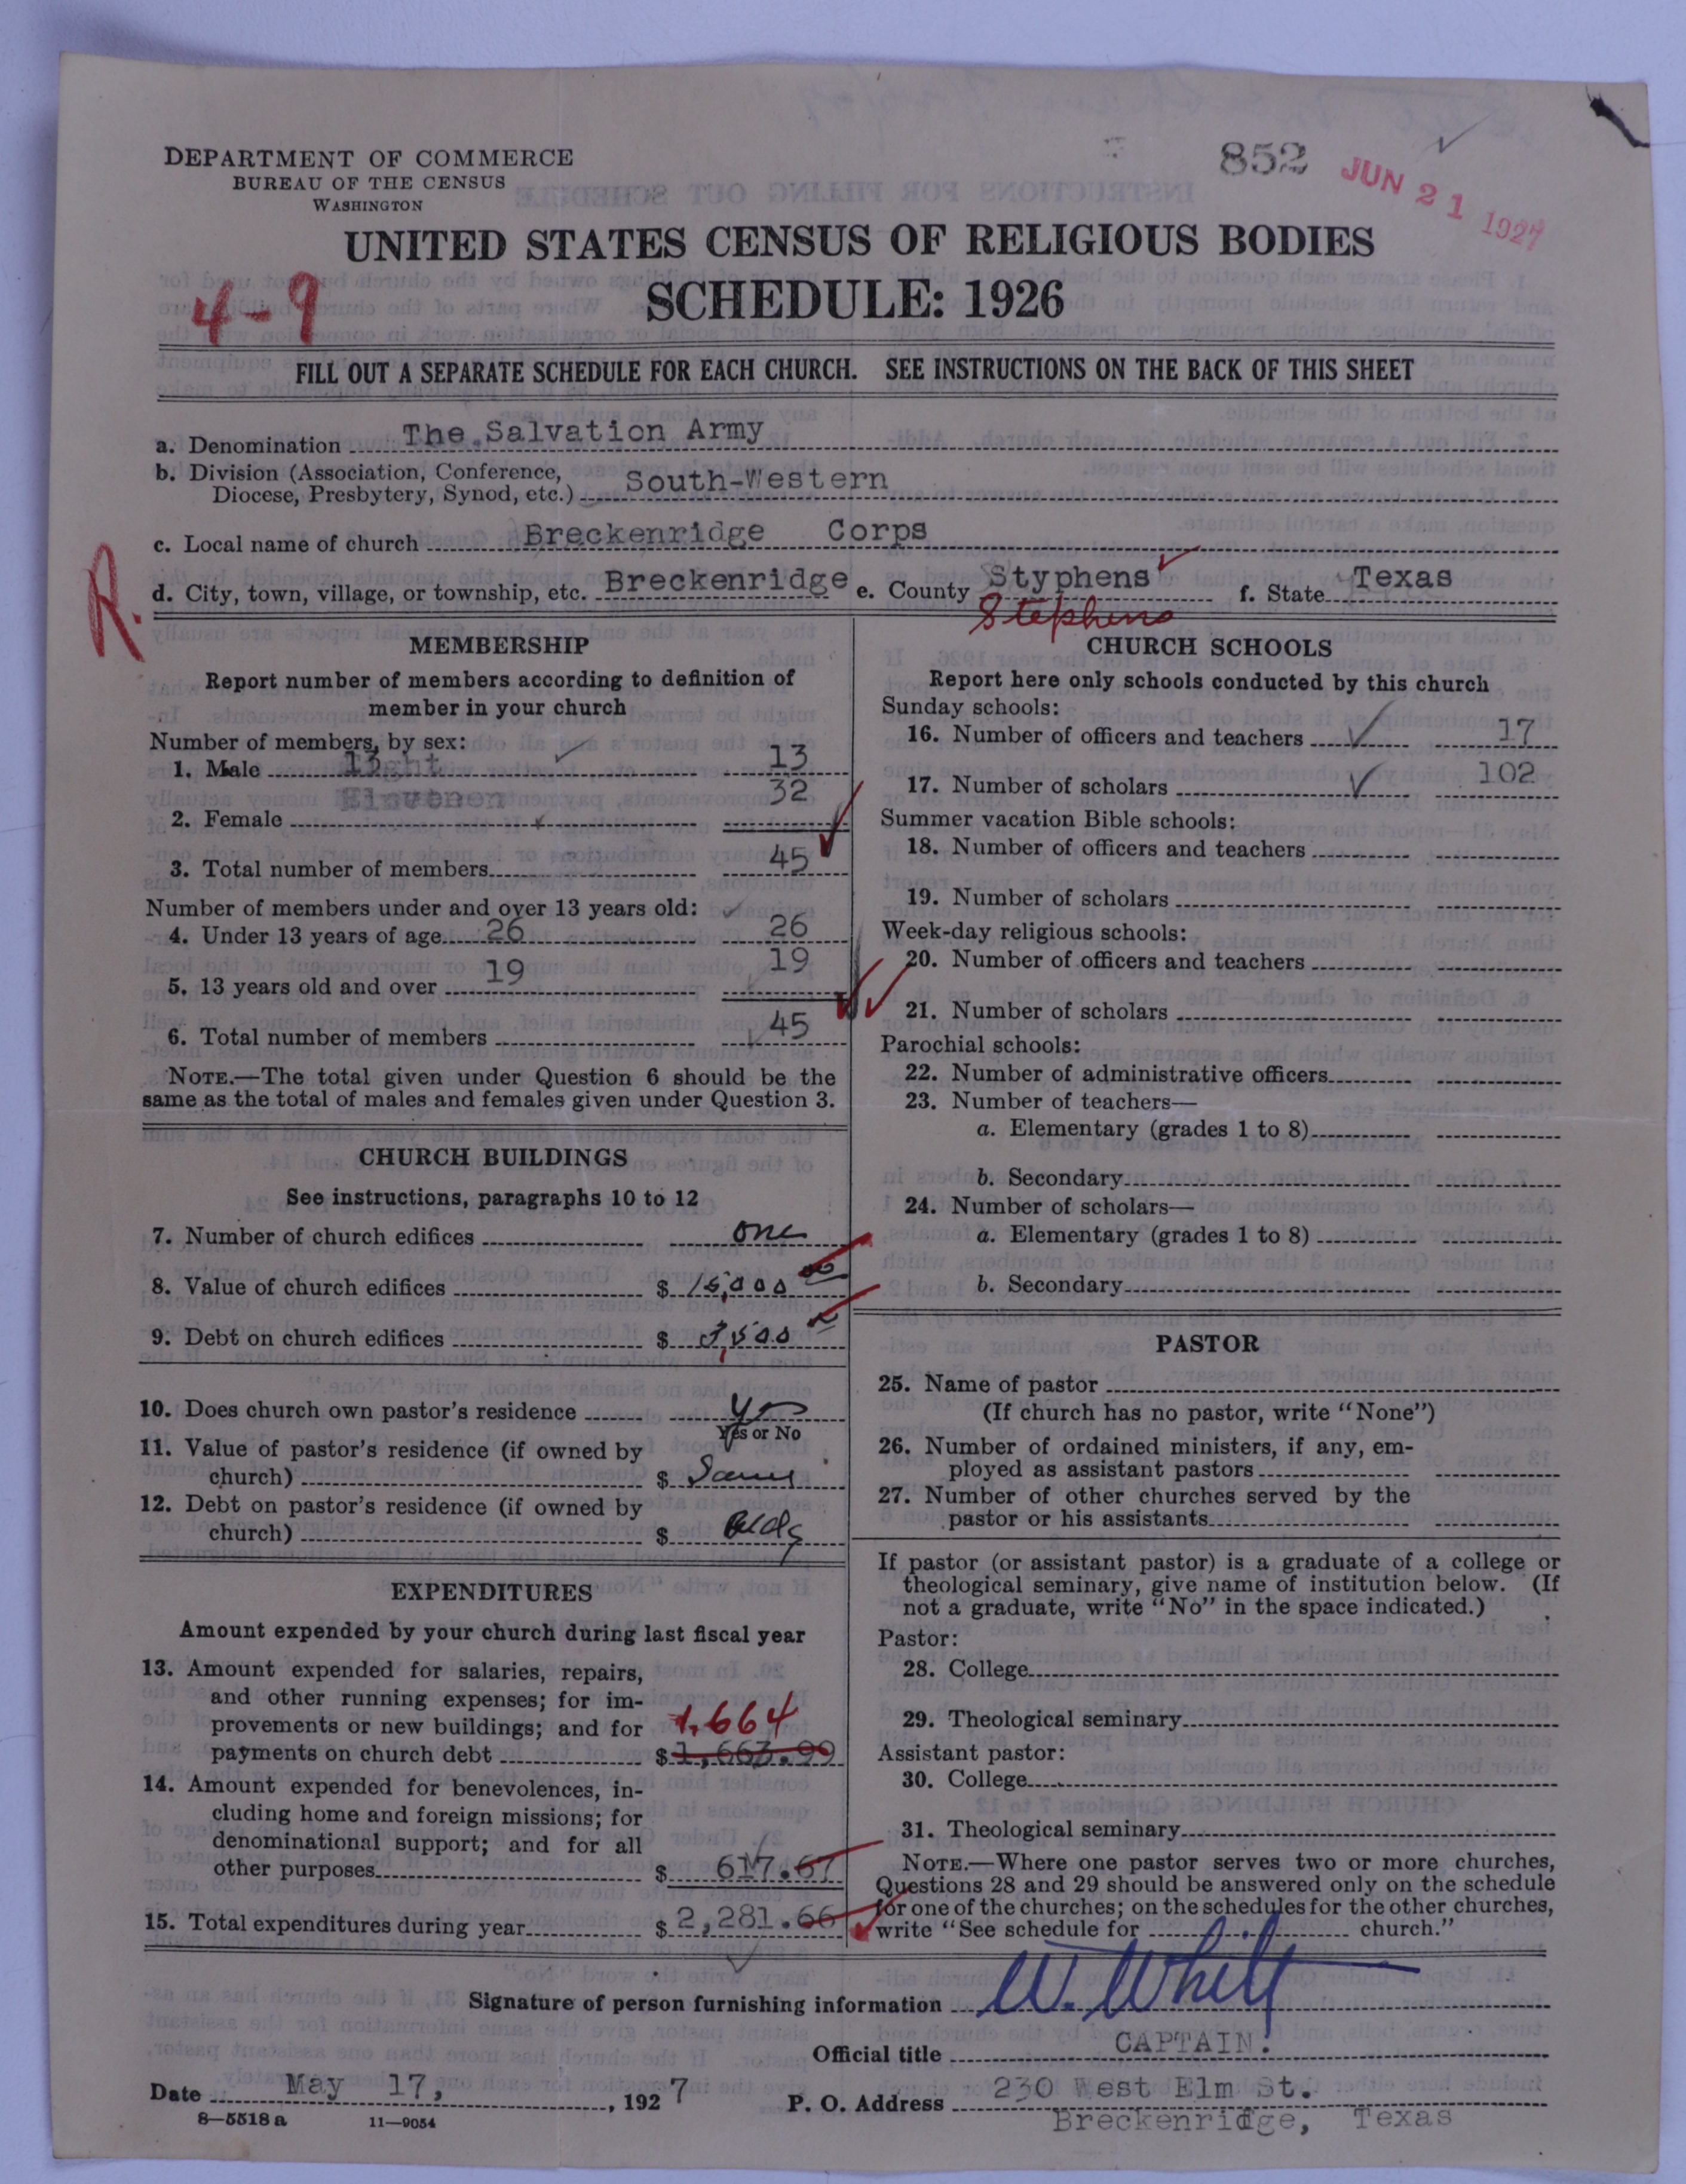 852
JUN 21 1927
DEPARTMENT OF COMMERCE
BUREAU OF THE CENSUS
WASHINGTON
UNITED STATES CENSUS OF RELIGIOUS BODIES
4-9
SCHEDULE: 1926
FILL OUT A SEPARATE SCHEDULE FOR EACH CHURCH. SEE INSTRUCTIONS ON THE BACK OF THIS SHEET
a. Denomination The Salvation Army
b. Division (Association, Conference,
Diocese, Presbytery, Synod, etc.) South-Western
c. Local name of church Breckenridge Corps
R.
d. City, town, village, or township, etc. Breckenridge e. County Styphens f. State Texas
Stephens
MEMBERSHIP
Report number of members according to definition of
member in your church
Number of members, by sex:
1. Male 13
2. Female 32
3. Total number of members 45
Number of members under and over 13 years old:
4. Under 13 years of age 26 26
5. 13 years old and over 19 19
6. Total number of members 45
NOTE.—The total given under Question 6 should be the
same as the total of males and females given under Question 3.
CHURCH BUILDINGS
See instructions, paragraphs 10 to 12
7. Number of church edifices one
8. Value of church edifices $ 15,000 00
9. Debt on church edifices $ 3,500
10. Does church own pastor's residence yes
Yes or No
11. Value of pastor's residence (if owned by
church) $ Same
12. Debt on pastor's residence (if owned by
church) $ Bldg
EXPENDITURES
Amount expended by your church during last fiscal year
13. Amount expended for salaries, repairs,
and other running expenses; for im-
provements or new buildings; and for 1,664
payments on church debt $ 1,663.99
14. Amount expended for benevolences, in-
cluding home and foreign missions; for
denominational support; and for all
other purposes $ 617.67
15. Total expenditures during year $ 2,281.66
CHURCH SCHOOLS
Report here only schools conducted by this church
Sunday schools:
16. Number of officers and teachers 17
17. Number of scholars 102
Summer vacation Bible schools:
18. Number of officers and teachers
19. Number of scholars
Week-day religious schools:
20. Number of officers and teachers
21. Number of scholars
Parochial schools:
22. Number of administrative officers
23. Number of teachers—
a. Elementary (grades 1 to 8)
b. Secondary
24. Number of scholars—
a. Elementary (grades 1 to 8)
b. Secondary
PASTOR
25. Name of pastor
(If church has no pastor, write "None")
26. Number of ordained ministers, if any, em-
ployed as assistant pastors
27. Number of other churches served by the
pastor or his assistants
If pastor (or assistant pastor) is a graduate of a college or
theological seminary, give name of institution below. (If
not a graduate, write "No" in the space indicated.)
Pastor:
28. College
29. Theological seminary
Assistant pastor:
30. College
31. Theological seminary
NOTE.—Where one pastor serves two or more churches,
Questions 28 and 29 should be answered only on the schedule
for one of the churches; on the schedules for the other churches,
write "See schedule for church."
Signature of person furnishing information W. Whitt
Official title CAPTAIN.
Date May 17, , 1927 P. O. Address 230 West Elm St.
8—5518 a 11—9054 Breckenridge, Texas